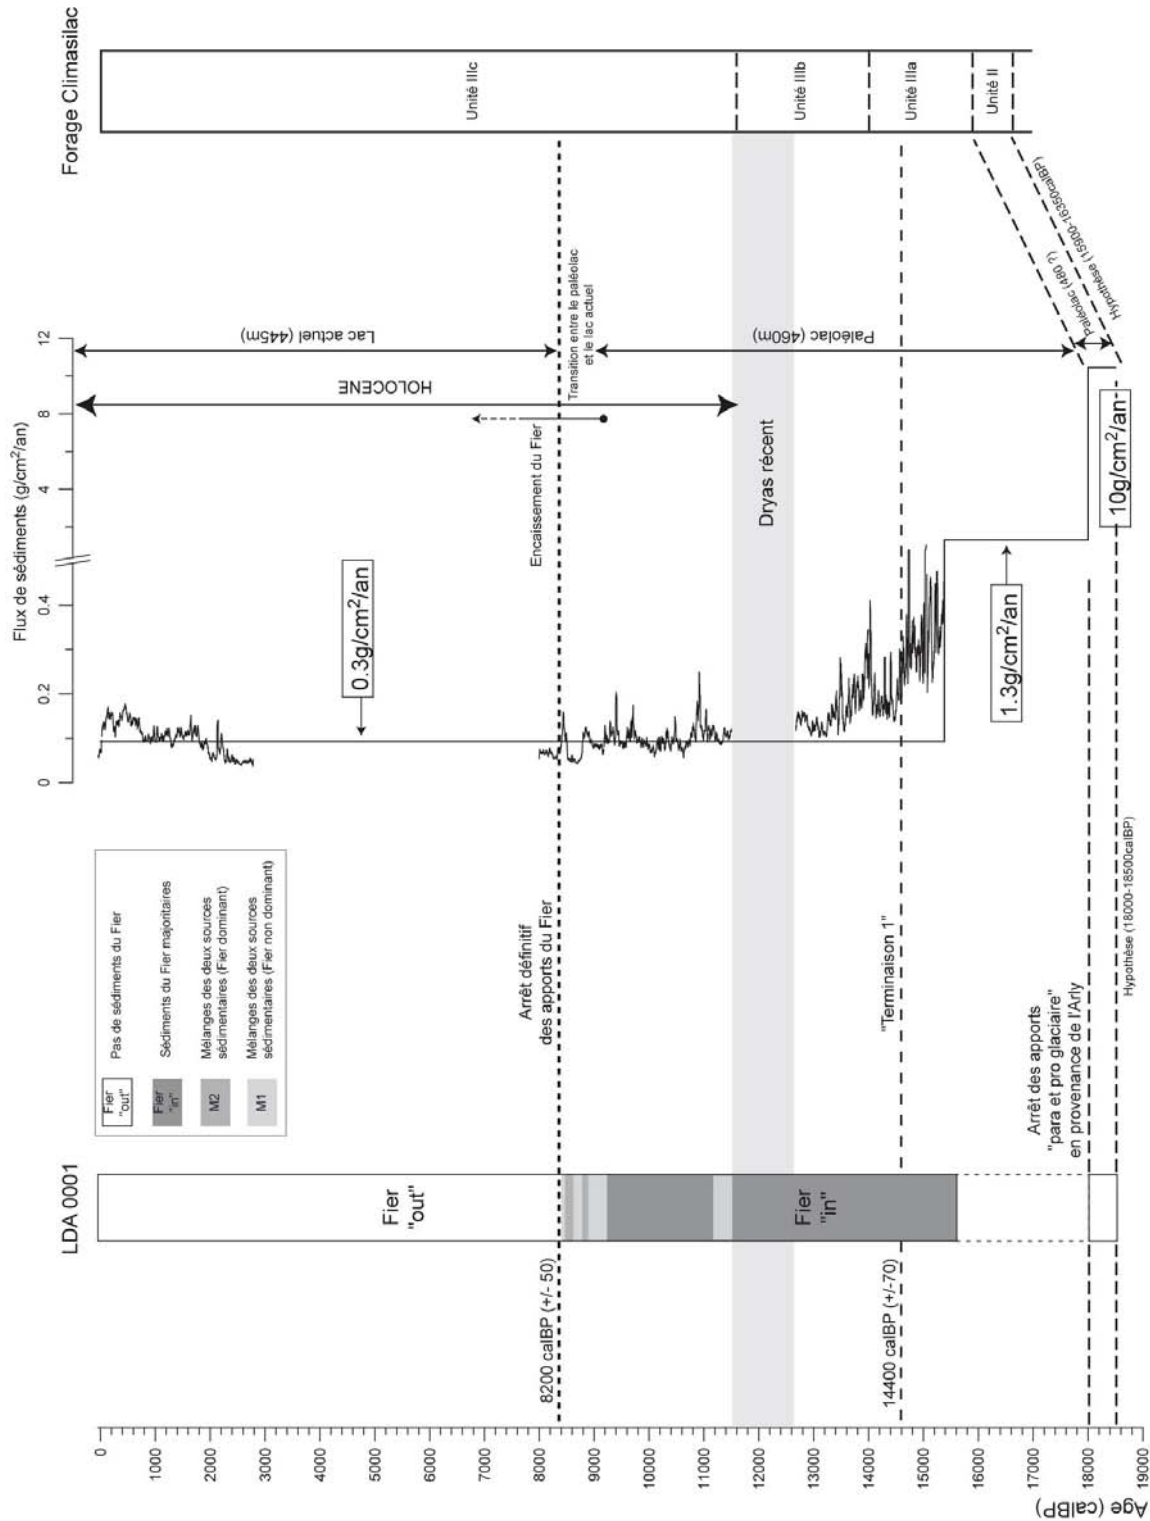 LDA 0001
Forage Climasilac
Flux de sédiments (g/cm²/an)
0
0.2
0.4
4
8
12
Fier
"out"
Pas de sédiments du Fier
Fier
"in"
Sédiments du Fier majoritaires
M2
Mélanges des deux sources
sédimentaires (Fier dominant)
M1
Mélanges des deux sources
sédimentaires (Fier non dominant)
0.3g/cm²/an
HOLOCENE
Lac actuel (445m)
Unité IIIc
Fier
"out"
8200 calBP (+/- 50)
Arrêt définitif
des apports du Fier
Encaissement du Fier
Transition entre le paléolac
et le lac actuel
Dryas récent
Paléolac (460m)
Unité IIIb
Fier
"in"
14400 calBP (+/-70)
"Terminaison 1"
Unité IIIa
1.3g/cm²/an
Unité II
Arrêt des apports
"para et pro glaciaire"
en provenance de l'Arly
10g/cm²/an
Paléolac (480 ?)
Hypothèse (15900-16350calBP)
Hypothèse (18000-18500calBP)
0
1000
2000
3000
4000
5000
6000
7000
8000
9000
10000
11000
12000
13000
14000
15000
16000
17000
18000
19000
Age (calBP)